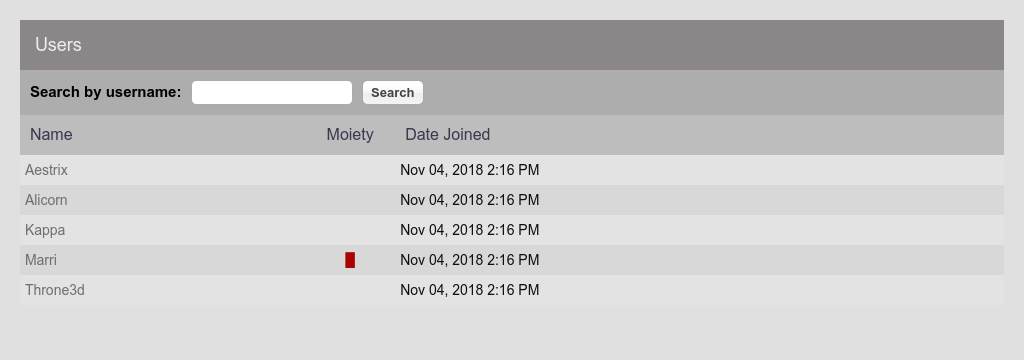 Users
Search by username: Search
Name Moiety Date Joined
Aestrix Nov 04, 2018 2:16 PM
Alicorn Nov 04, 2018 2:16 PM
Kappa Nov 04, 2018 2:16 PM
Marri Nov 04, 2018 2:16 PM
Throne3d Nov 04, 2018 2:16 PM